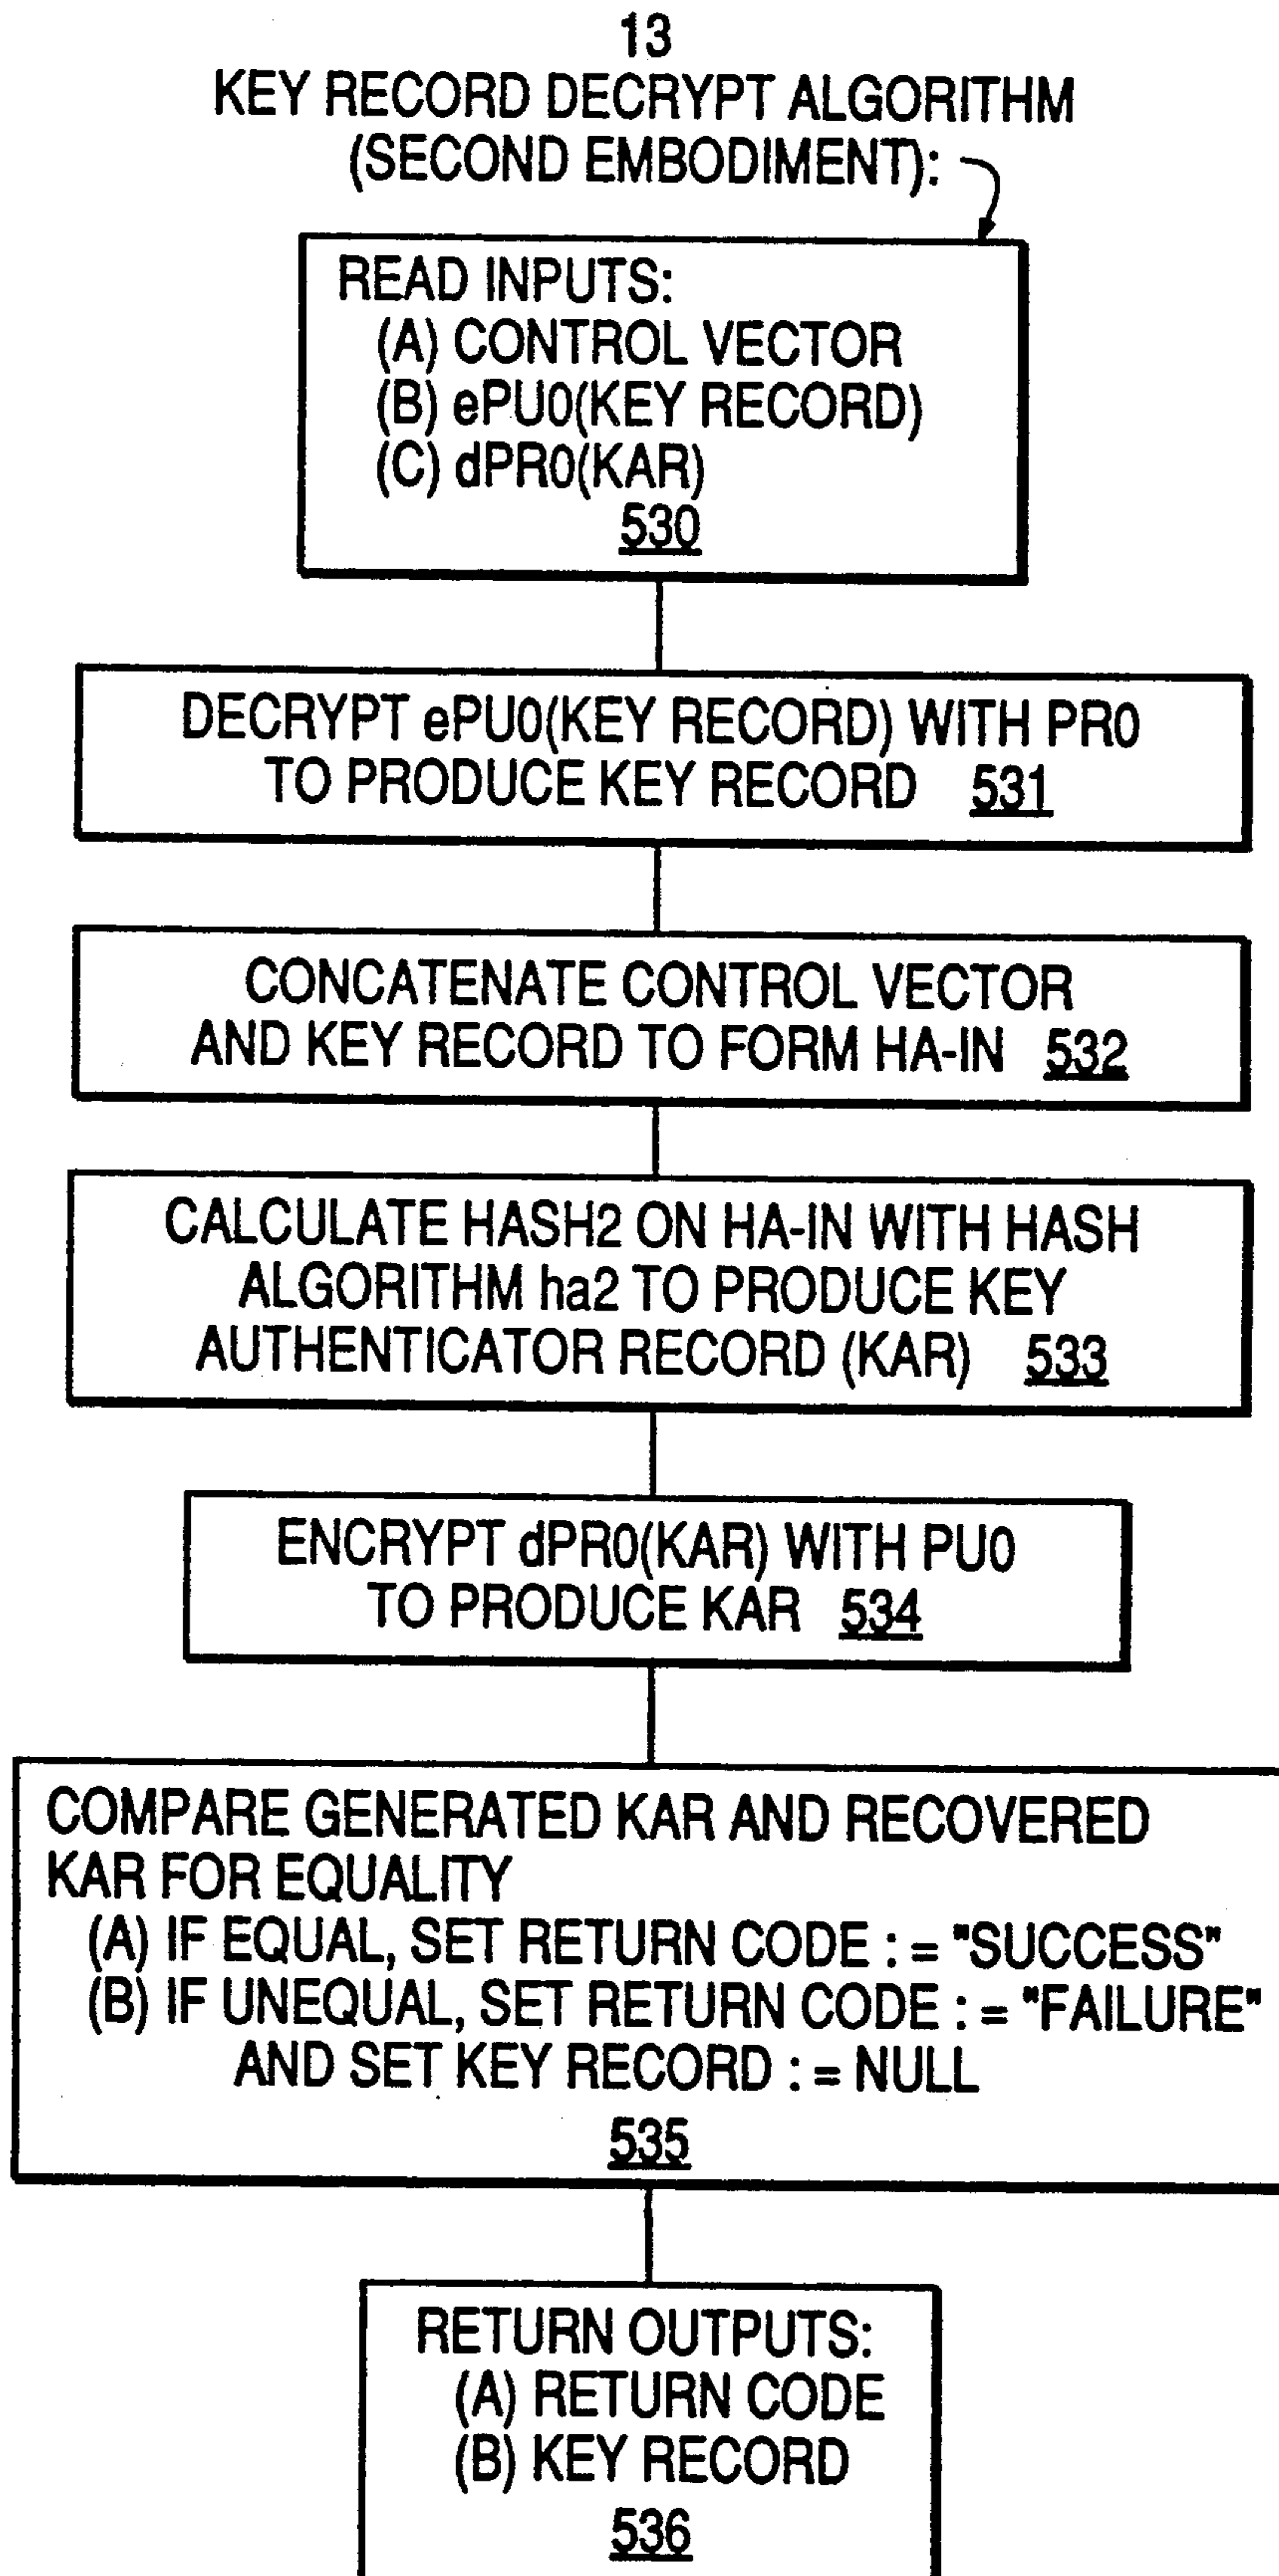 13
KEY RECORD DECRYPT ALGORITHM
(SECOND EMBODIMENT):
READ INPUTS:
(A) CONTROL VECTOR
(B) ePU0(KEY RECORD)
(C) dPR0(KAR)
530
DECRYPT ePU0(KEY RECORD) WITH PR0
TO PRODUCE KEY RECORD 531
CONCATENATE CONTROL VECTOR
AND KEY RECORD TO FORM HA-IN 532
CALCULATE HASH2 ON HA-IN WITH HASH
ALGORITHM ha2 TO PRODUCE KEY
AUTHENTICATOR RECORD (KAR) 533
ENCRYPT dPR0(KAR) WITH PU0
TO PRODUCE KAR 534
COMPARE GENERATED KAR AND RECOVERED
KAR FOR EQUALITY
(A) IF EQUAL, SET RETURN CODE : = "SUCCESS"
(B) IF UNEQUAL, SET RETURN CODE : = "FAILURE"
AND SET KEY RECORD : = NULL
535
RETURN OUTPUTS:
(A) RETURN CODE
(B) KEY RECORD
536